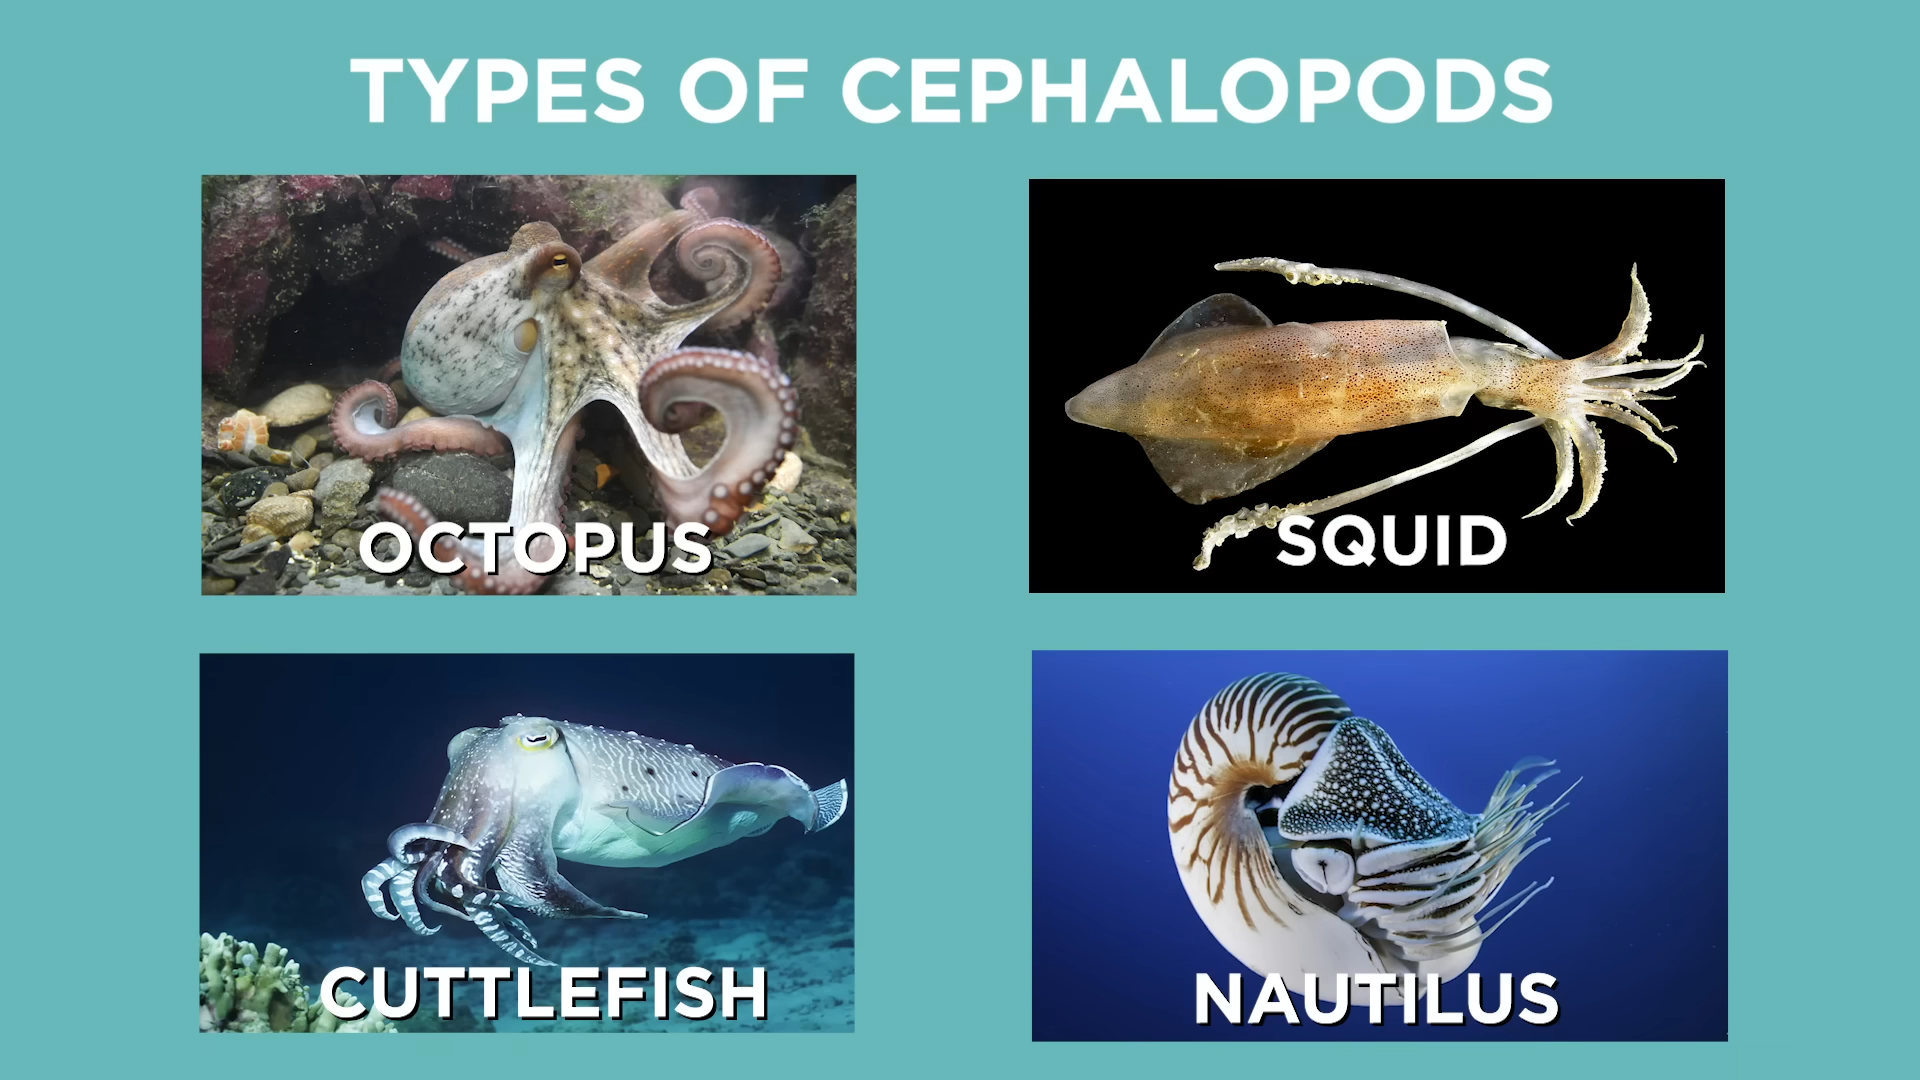 TYPES OF CEPHALOPODS
OCTOPUS
SQUID
CUTTLEFISH
NAUTILUS